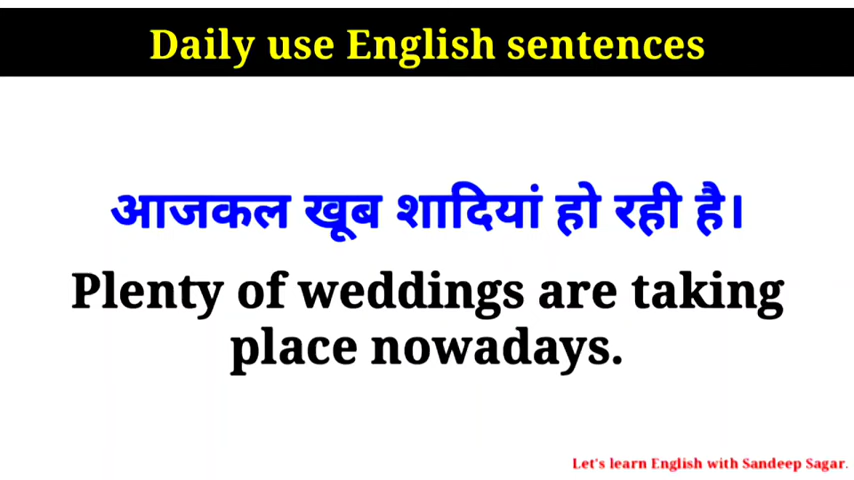 Daily use English sentences
आजकल खूब शादियां हो रही है।
Plenty of weddings are taking
place nowadays.
Let's learn English with Sandeep Sagar.